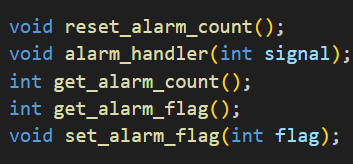 void reset_alarm_count();
void alarm_handler(int signal);
int get_alarm_count();
int get_alarm_flag();
void set_alarm_flag(int flag);